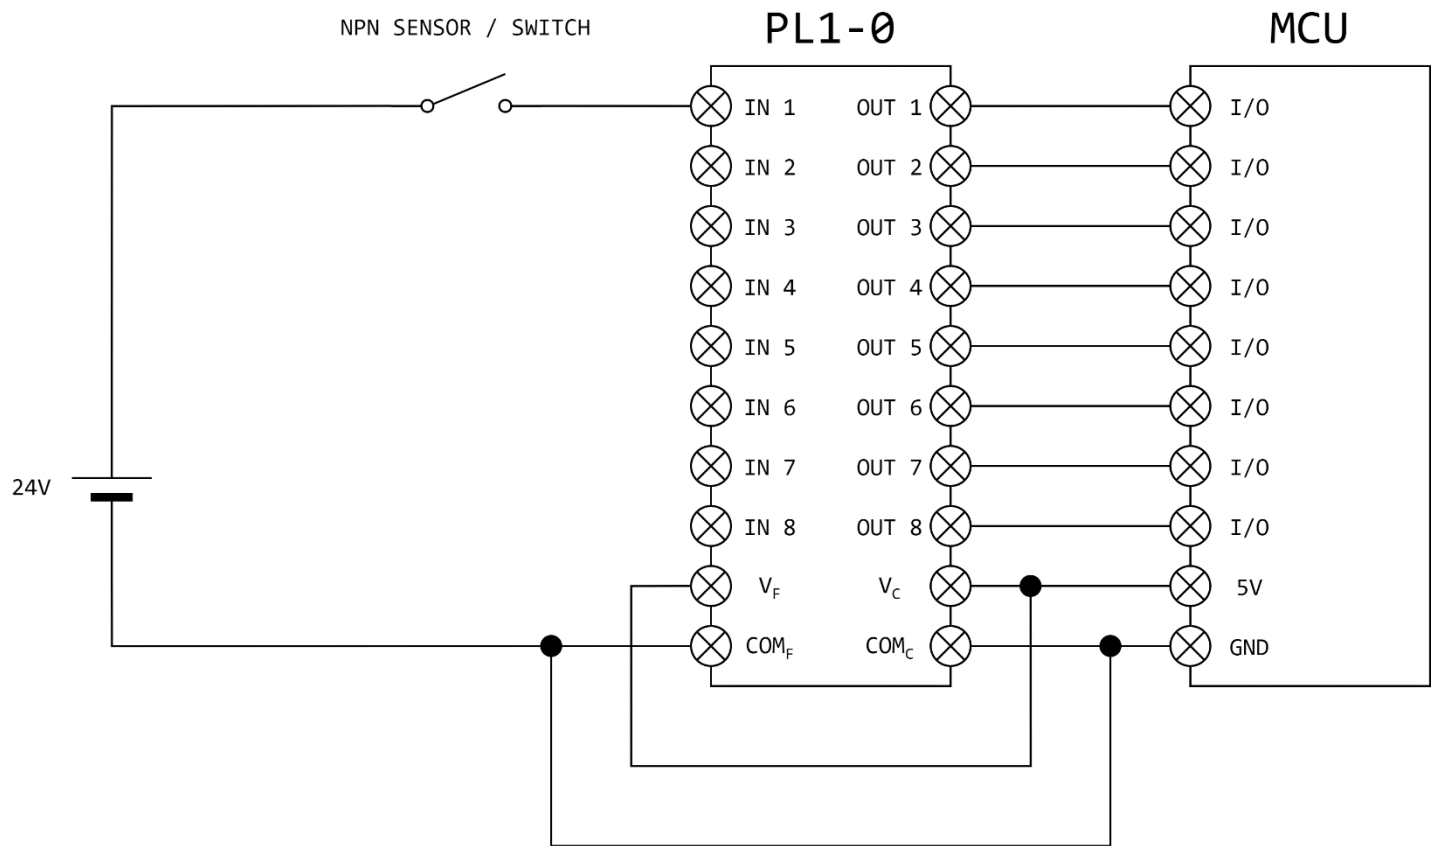 NPN SENSOR / SWITCH
PL1-0
MCU
IN 1 OUT 1 I/O
IN 2 OUT 2 I/O
IN 3 OUT 3 I/O
IN 4 OUT 4 I/O
IN 5 OUT 5 I/O
IN 6 OUT 6 I/O
IN 7 OUT 7 I/O
24V
IN 8 OUT 8 I/O
VF VC 5V
COMF COMC GND